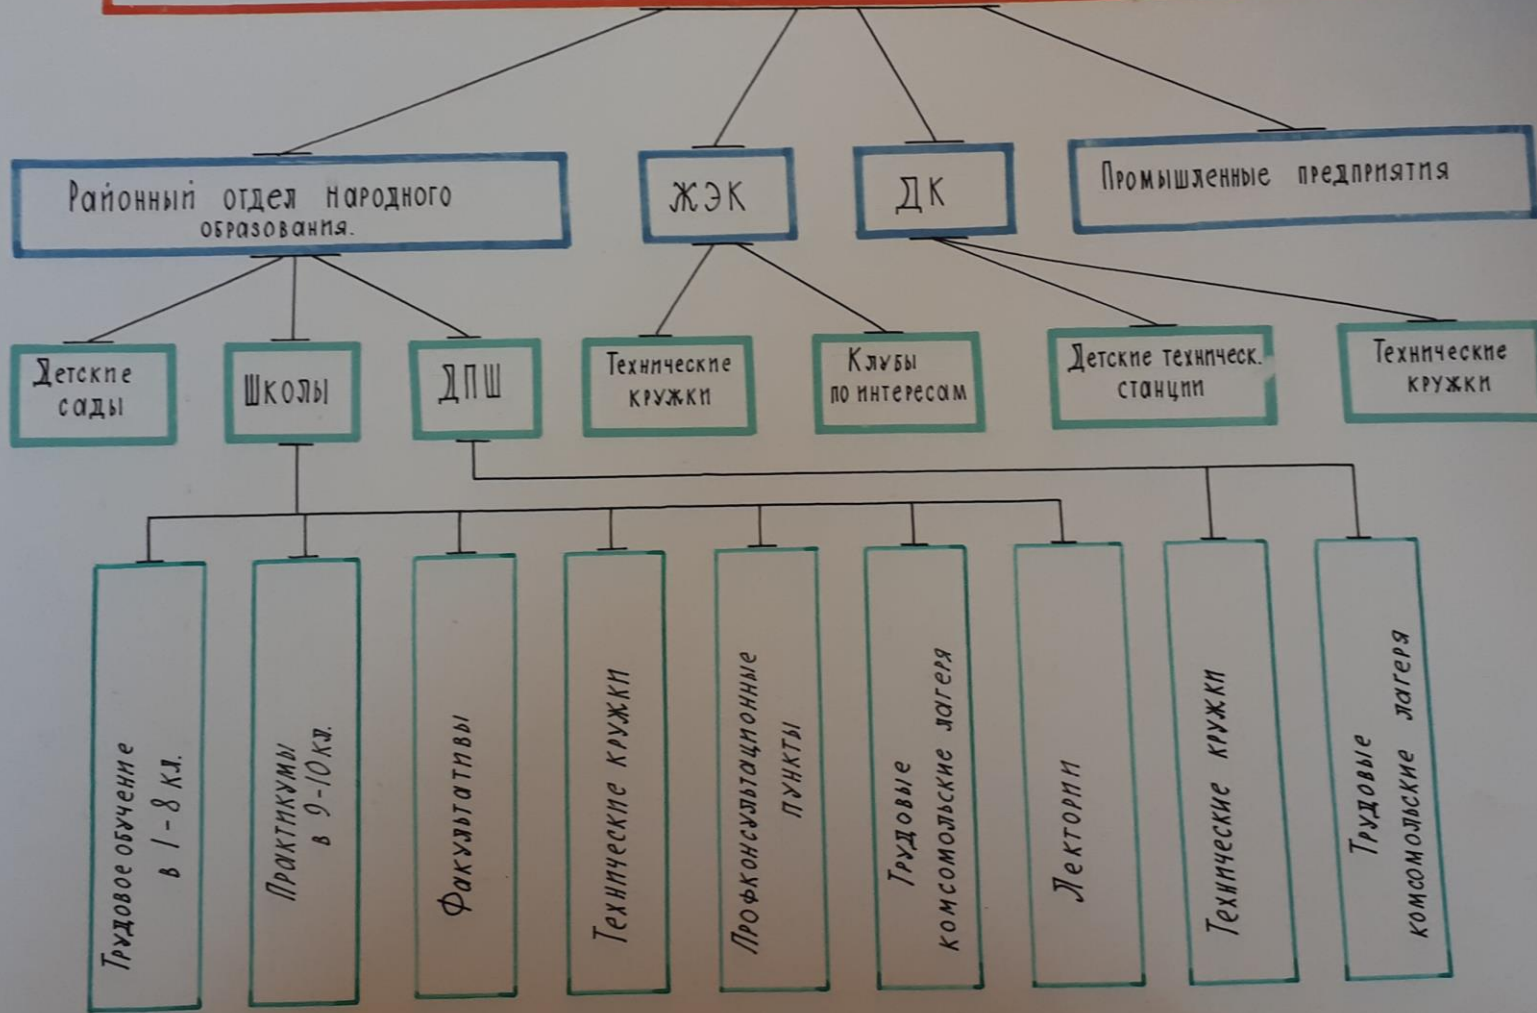 Районный отдел народного
образования.
ЖЭК
ДК
Промышленные предприятия
Детские
сады
Школы
ДПШ
Технические
кружки
Клубы
по интересам
Детские техническ.
станции
Технические
кружки
Трудовое обучение
в 1-8 кл.
Практикумы
в 9-10 кл.
Факультативы
Технические кружки
Профконсультационные
пункты
Трудовые
комсомольские лагеря
Лектории
Технические кружки
Трудовые
комсомольские лагеря